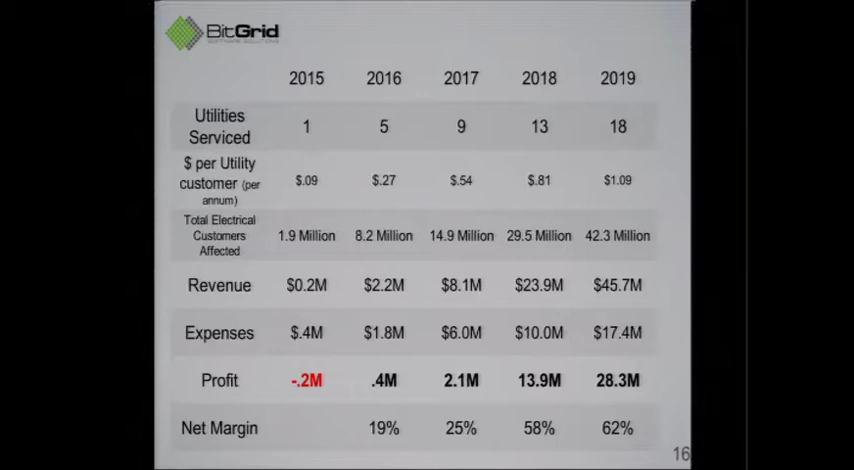 BitGrid
SOFTWARE SOLUTIONS
2015 2016 2017 2018 2019
Utilities
Serviced
1 5 9 13 18
$ per Utility
customer (per
annum)
$.09 $.27 $.54 $.81 $1.09
Total Electrical
Customers
Affected
1.9 Million 8.2 Million 14.9 Million 29.5 Million 42.3 Million
Revenue $0.2M $2.2M $8.1M $23.9M $45.7M
Expenses $.4M $1.8M $6.0M $10.0M $17.4M
Profit -.2M .4M 2.1M 13.9M 28.3M
Net Margin 19% 25% 58% 62%
16